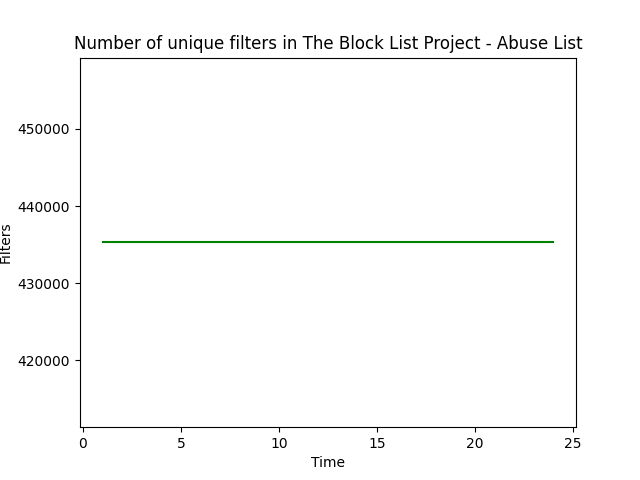 Number of unique filters in The Block List Project - Abuse List
450000
440000
430000
420000
Filters
0 5 10 15 20 25
Time